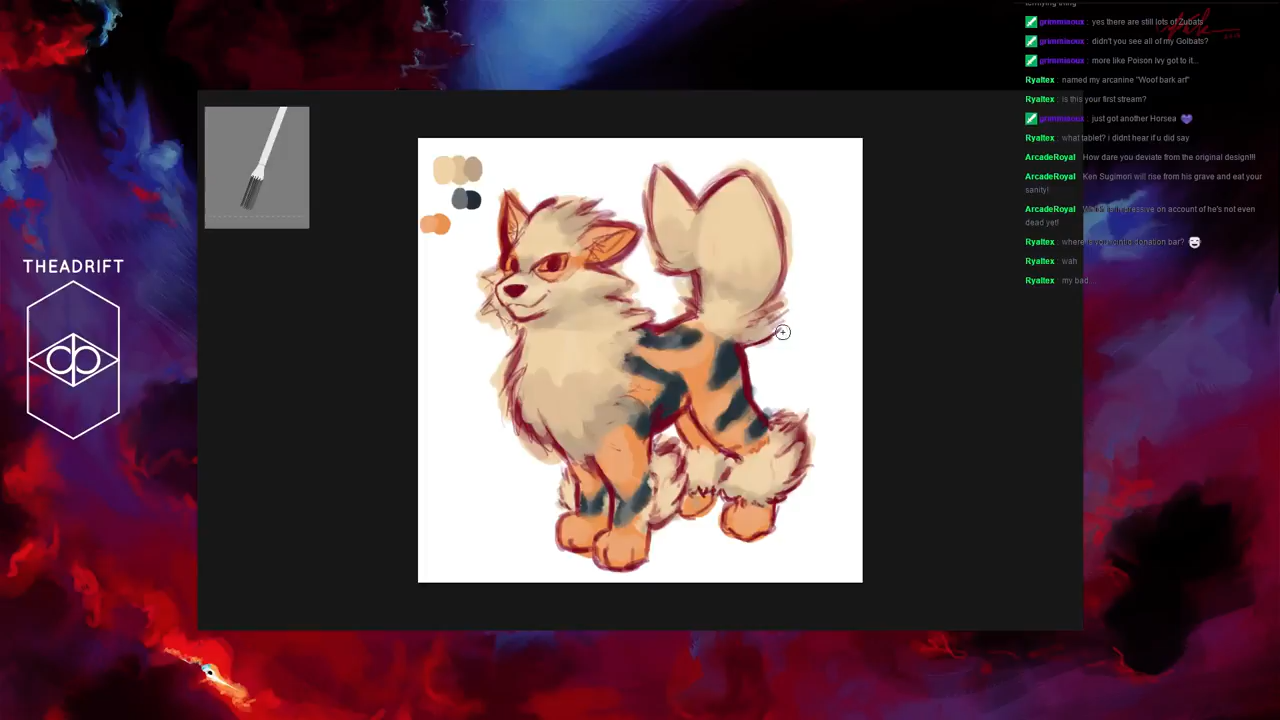 grimmiaoux : yes there are still lots of Zubats
grimmiaoux : didn't you see all of my Golbats?
grimmiaoux : more like Poison Ivy got to it...
Ryaltex : named my arcanine "Woof bark arf"
Ryaltex : Is this your first stream?
grimmiaoux : just got another Horsea
Ryaltex : what tablet? i didnt hear if u did say
ArcadeRoyal : How dare you deviate from the original design!!!
ArcadeRoyal : Ken Sugimori will rise from his grave and eat your
sanity!
ArcadeRoyal : on account of he's not even
dead yet!
Ryaltex : donation bar?
Ryaltex : wah
Ryaltex : my bad...
THEADRIFT